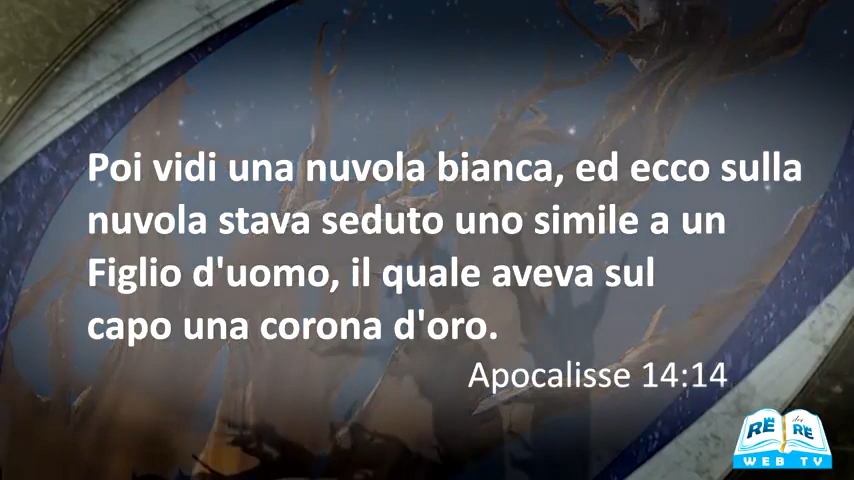 Poi vidi una nuvola bianca, ed ecco sulla
nuvola stava seduto uno simile a un
Figlio d'uomo, il quale aveva sul
capo una corona d'oro.
Apocalisse 14:14
RE dei RE
WEB TV